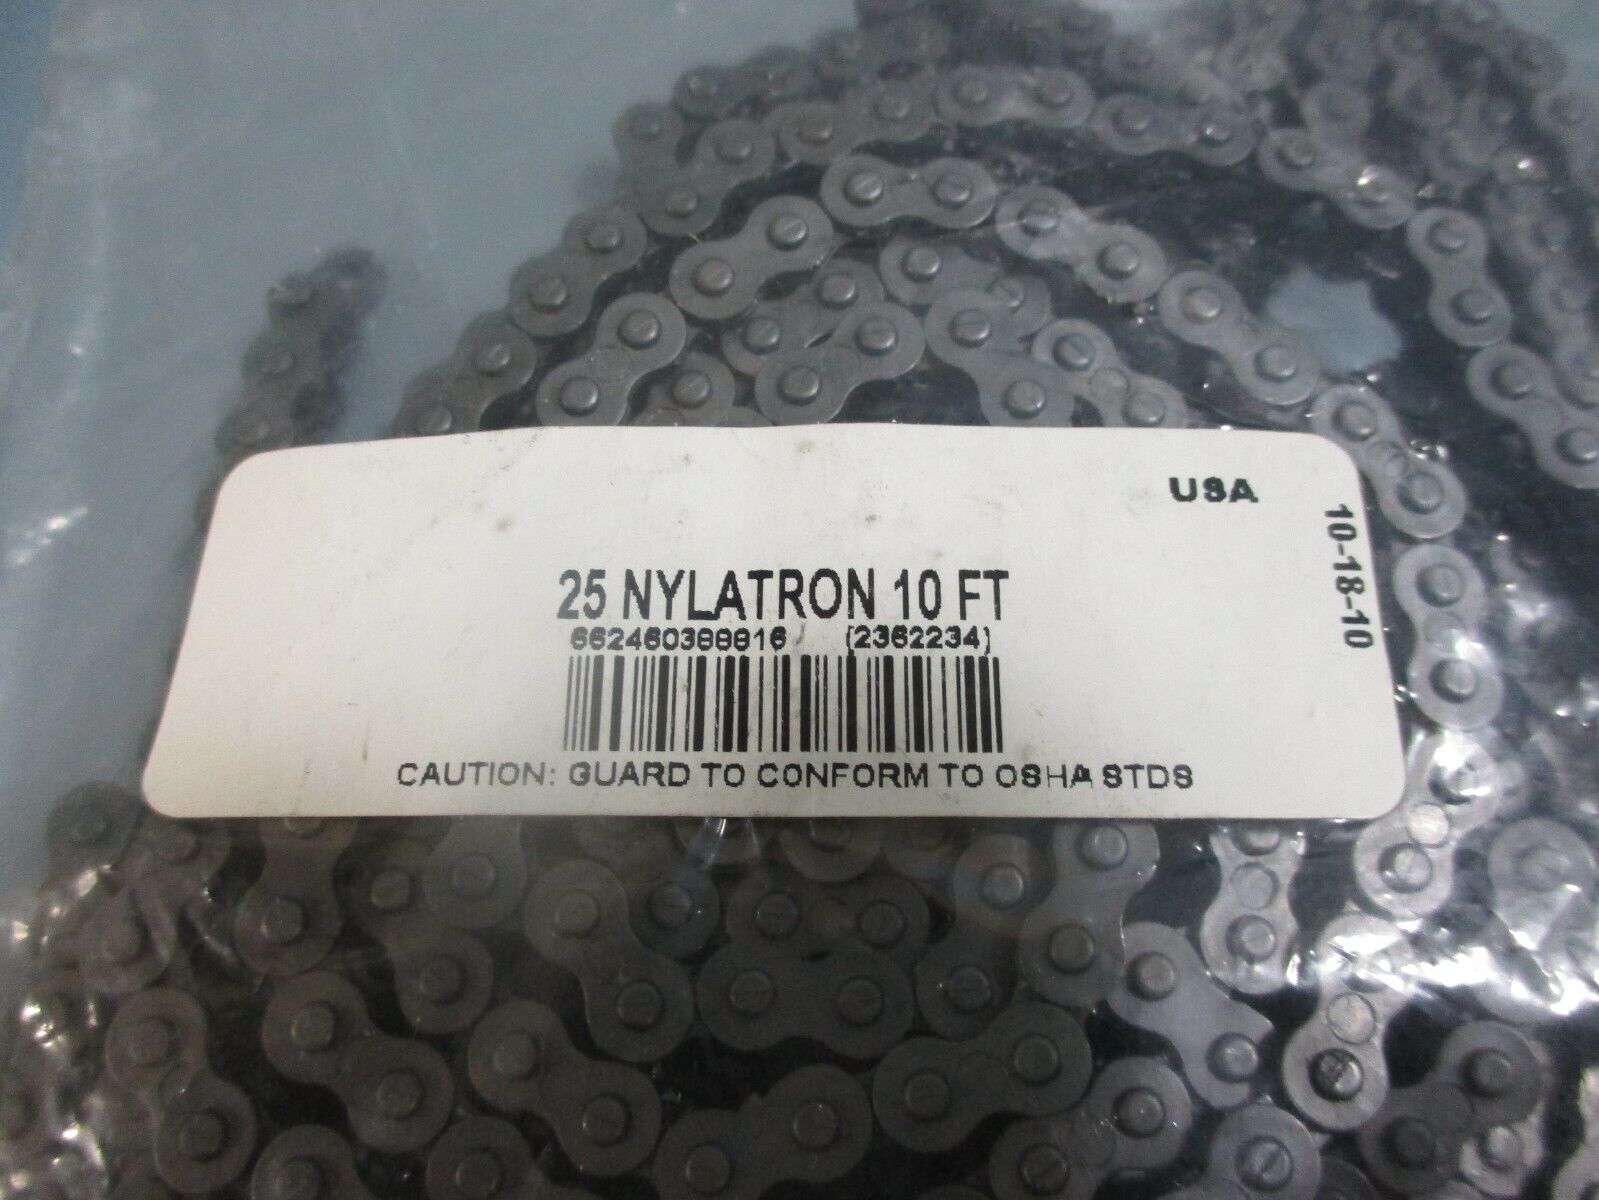 USA
10-18-10
25 NYLATRON 10 FT
662460388816 [2362234]
CAUTION: GUARD TO CONFORM TO OSHA STDS